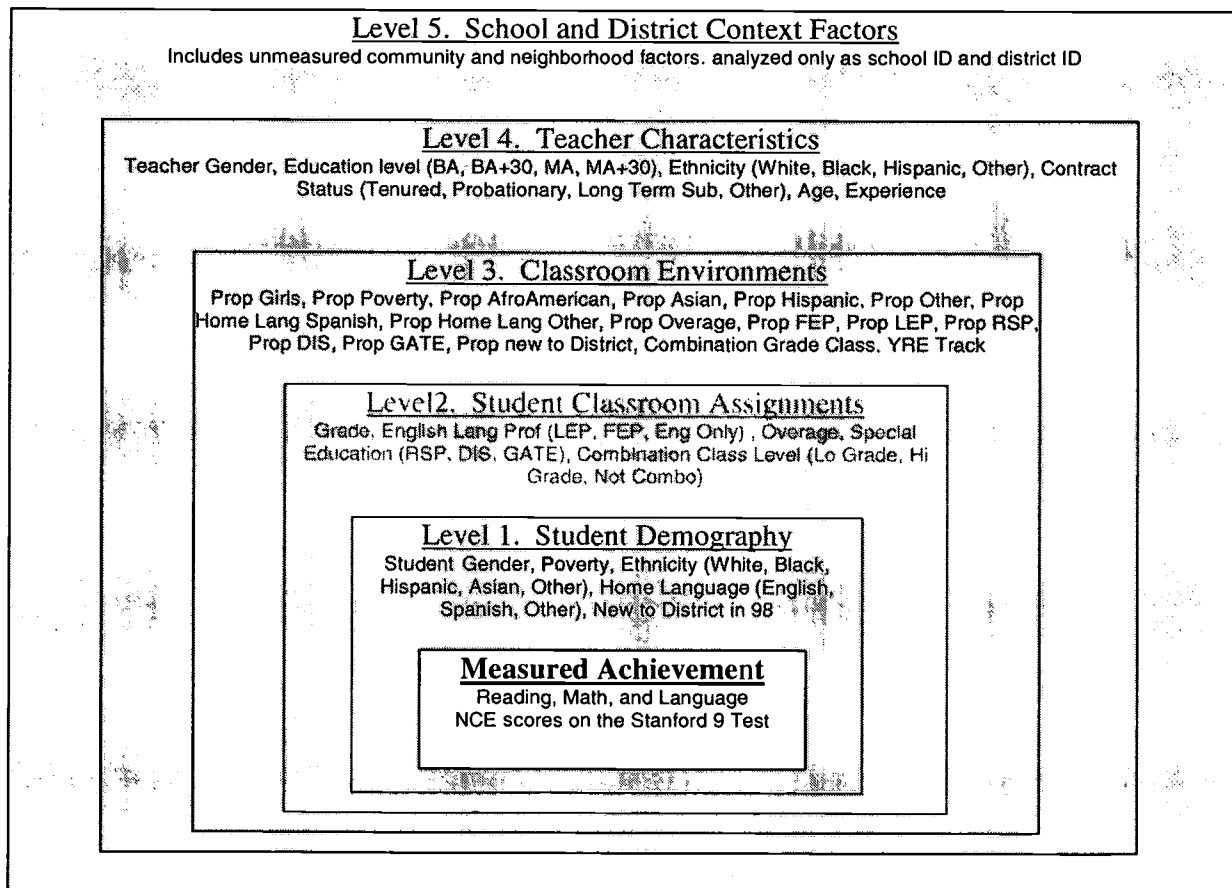 Level 5. School and District Context Factors
Includes unmeasured community and neighborhood factors. analyzed only as school ID and district ID
Level 4. Teacher Characteristics
Teacher Gender, Education level (BA, BA+30, MA, MA+30), Ethnicity (White, Black, Hispanic, Other), Contract
Status (Tenured, Probationary, Long Term Sub, Other), Age, Experience
Level 3. Classroom Environments
Prop Girls, Prop Poverty, Prop AfroAmerican, Prop Asian, Prop Hispanic, Prop Other, Prop
Home Lang Spanish, Prop Home Lang Other, Prop Overage, Prop FEP, Prop LEP, Prop RSP,
Prop DIS, Prop GATE, Prop new to District, Combination Grade Class. YRE Track
Level2. Student Classroom Assignments
Grade, English Lang Prof (LEP, FEP, Eng Only) , Overage, Special
Education (RSP, DIS, GATE), Combination Class Level (Lo Grade, Hi
Grade, Not Combo)
Level 1. Student Demography
Student Gender, Poverty, Ethnicity (White, Black,
Hispanic, Asian, Other), Home Language (English,
Spanish, Other), New to District in 98
Measured Achievement
Reading, Math, and Language
NCE scores on the Stanford 9 Test